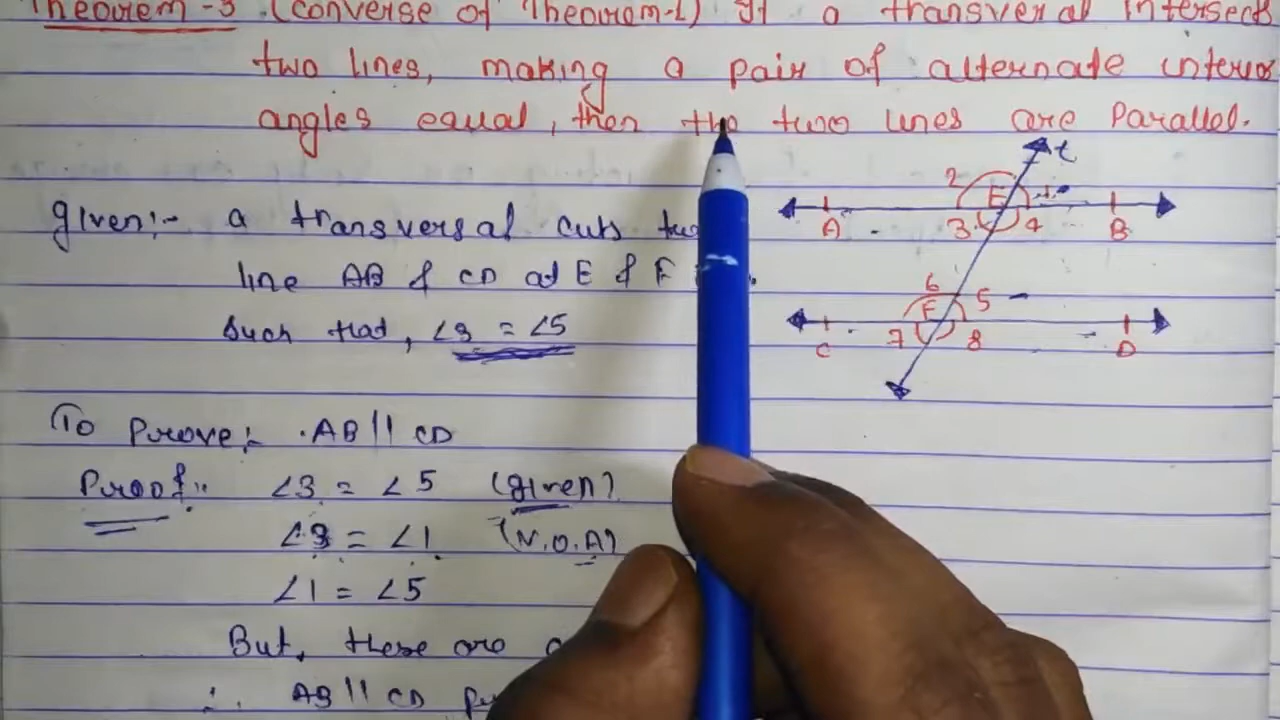 Theorem-3 (converse of Theorem-1) If a transversal intersects
two lines, making a pair of alternate interior
angles equal, then the two lines are Parallel.
t
2 E 1
given:- a transversal cuts two
A 3 4 B
line AB & CD at E & F
6 5
F
such that, ∠3 = ∠5
C 7 8 D
To Prove:- AB || CD
Proof:- ∠3 = ∠5 (given)
∠3 = ∠1 (V.O.A)
∠1 = ∠5
But, these are
∴ AB || CD